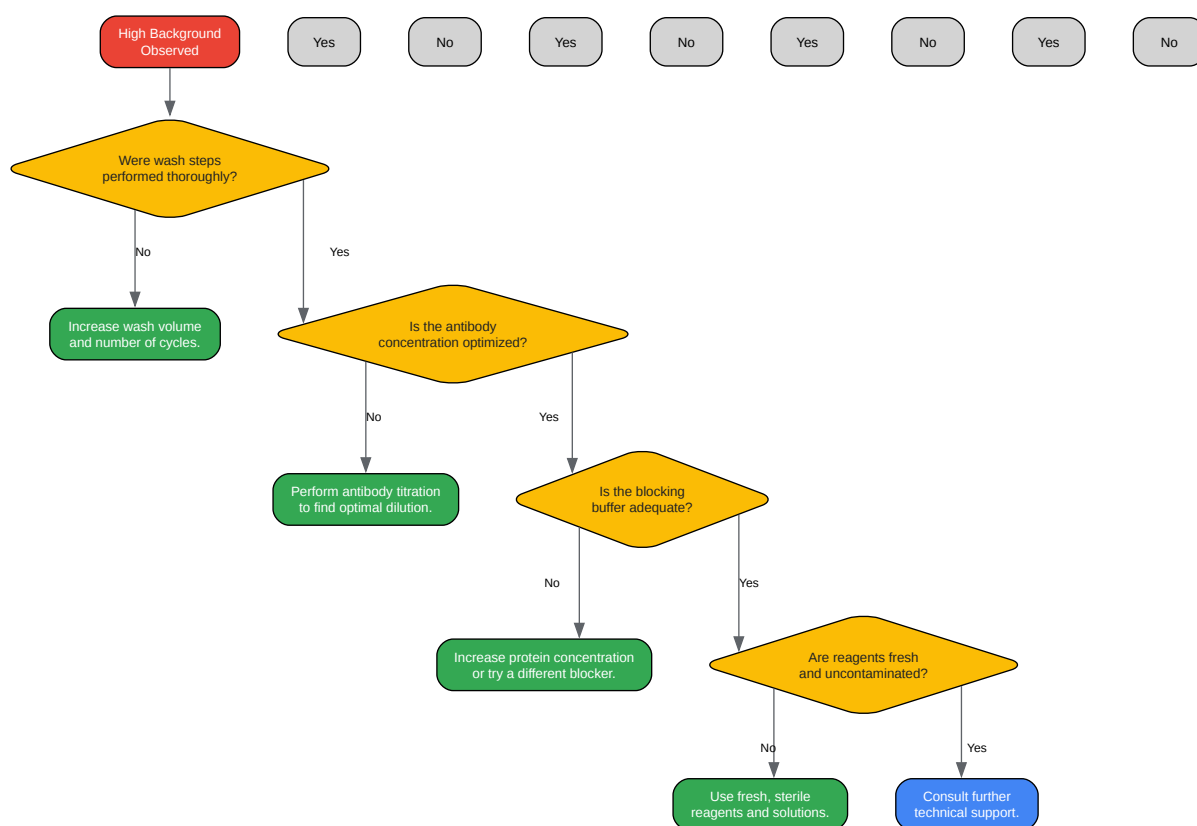 High Background
Observed
Yes
No
Yes
No
Yes
No
Yes
No
Were wash steps
performed thoroughly?
No
Yes
Increase wash volume
and number of cycles.
Is the antibody
concentration optimized?
No
Yes
Perform antibody titration
to find optimal dilution.
Is the blocking
buffer adequate?
No
Yes
Increase protein concentration
or try a different blocker.
Are reagents fresh
and uncontaminated?
No
Yes
Use fresh, sterile
reagents and solutions.
Consult further
technical support.